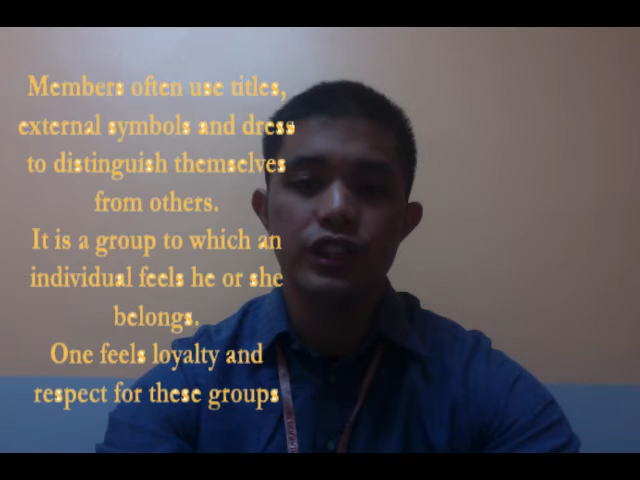 Members often use titles,
external symbols and dress
to distinguish themselves
from others.
It is a group to which an
individual feels he or she
belongs.
One feels loyalty and
respect for these groups